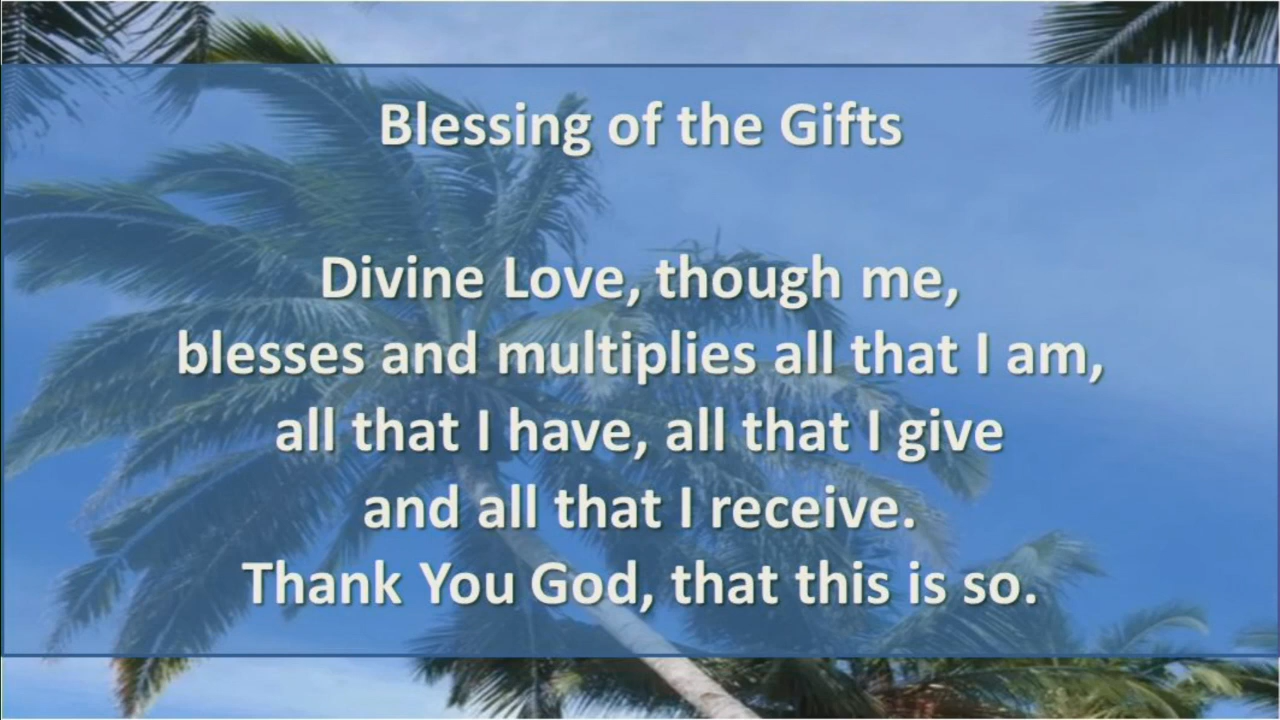 Blessing of the Gifts
Divine Love, though me,
blesses and multiplies all that I am,
all that I have, all that I give
and all that I receive.
Thank You God, that this is so.